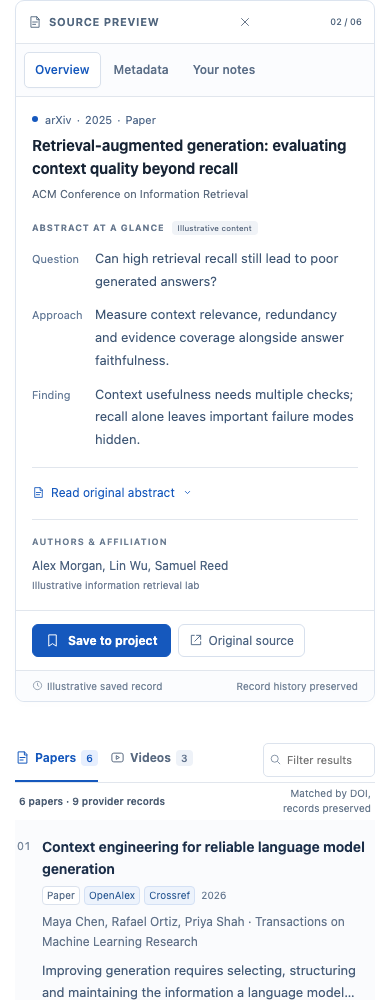 SOURCE PREVIEW
02 / 06
Overview
Metadata
Your notes
arXiv · 2025 · Paper
Retrieval-augmented generation: evaluating
context quality beyond recall
ACM Conference on Information Retrieval
ABSTRACT AT A GLANCE
Illustrative content
Question
Can high retrieval recall still lead to poor
generated answers?
Approach
Measure context relevance, redundancy
and evidence coverage alongside answer
faithfulness.
Finding
Context usefulness needs multiple checks;
recall alone leaves important failure modes
hidden.
Read original abstract
AUTHORS & AFFILIATION
Alex Morgan, Lin Wu, Samuel Reed
Illustrative information retrieval lab
Save to project
Original source
Illustrative saved record
Record history preserved
Papers 6
Videos 3
Filter results
6 papers · 9 provider records
Matched by DOI,
records preserved
01
Context engineering for reliable language model
generation
Paper OpenAlex Crossref 2026
Maya Chen, Rafael Ortiz, Priya Shah · Transactions on
Machine Learning Research
Improving generation requires selecting, structuring
and maintaining the information a language model...